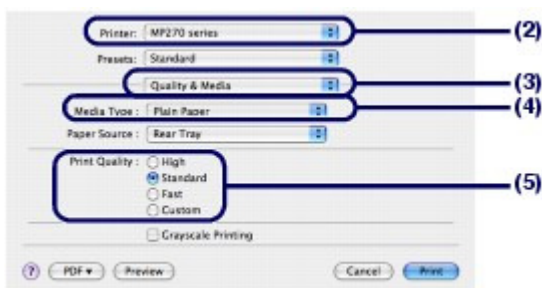 Printer: MP270 series (2)
Presets: Standard
Quality & Media (3)
Media Type : Plain Paper (4)
Paper Source : Rear Tray
Print Quality : High
Standard (5)
Fast
Custom
Grayscale Printing
? PDF ▾ Preview Cancel Print